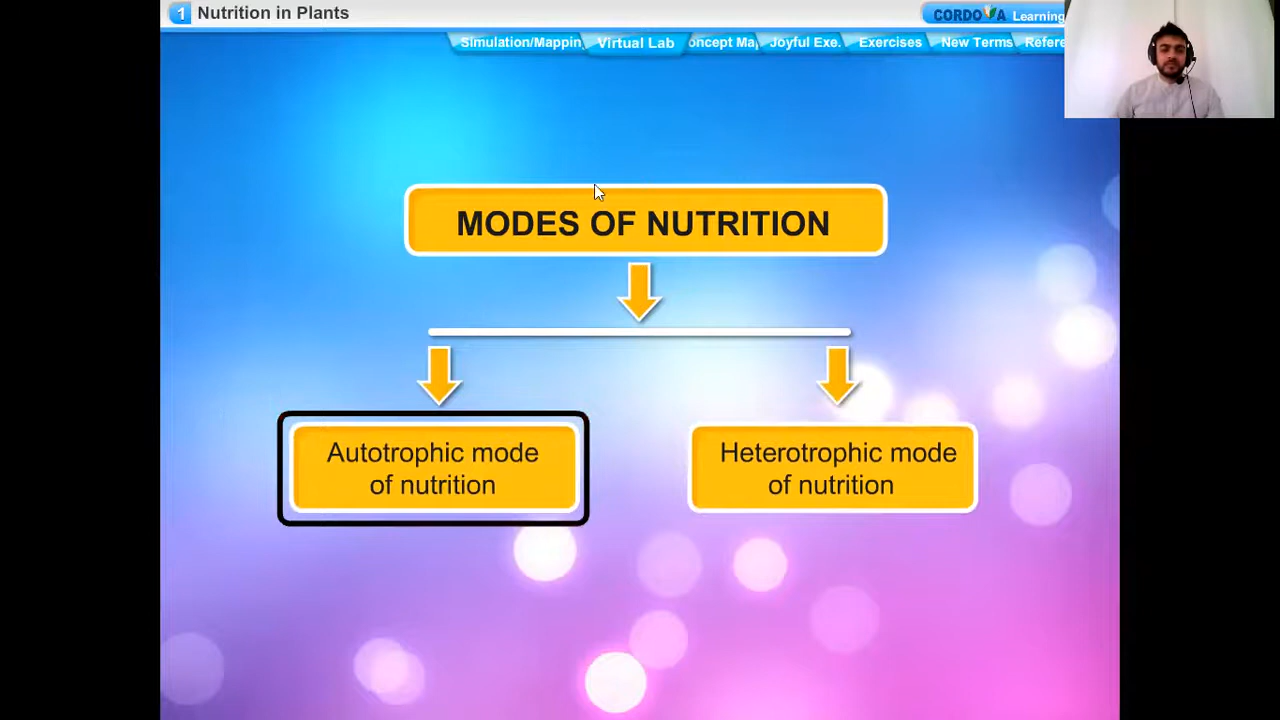 1 Nutrition in Plants
CORDOVA Learning
Simulation/Mappin
Virtual Lab
oncept Ma
Joyful Exe.
Exercises
New Terms
Refere
MODES OF NUTRITION
Autotrophic mode
of nutrition
Heterotrophic mode
of nutrition